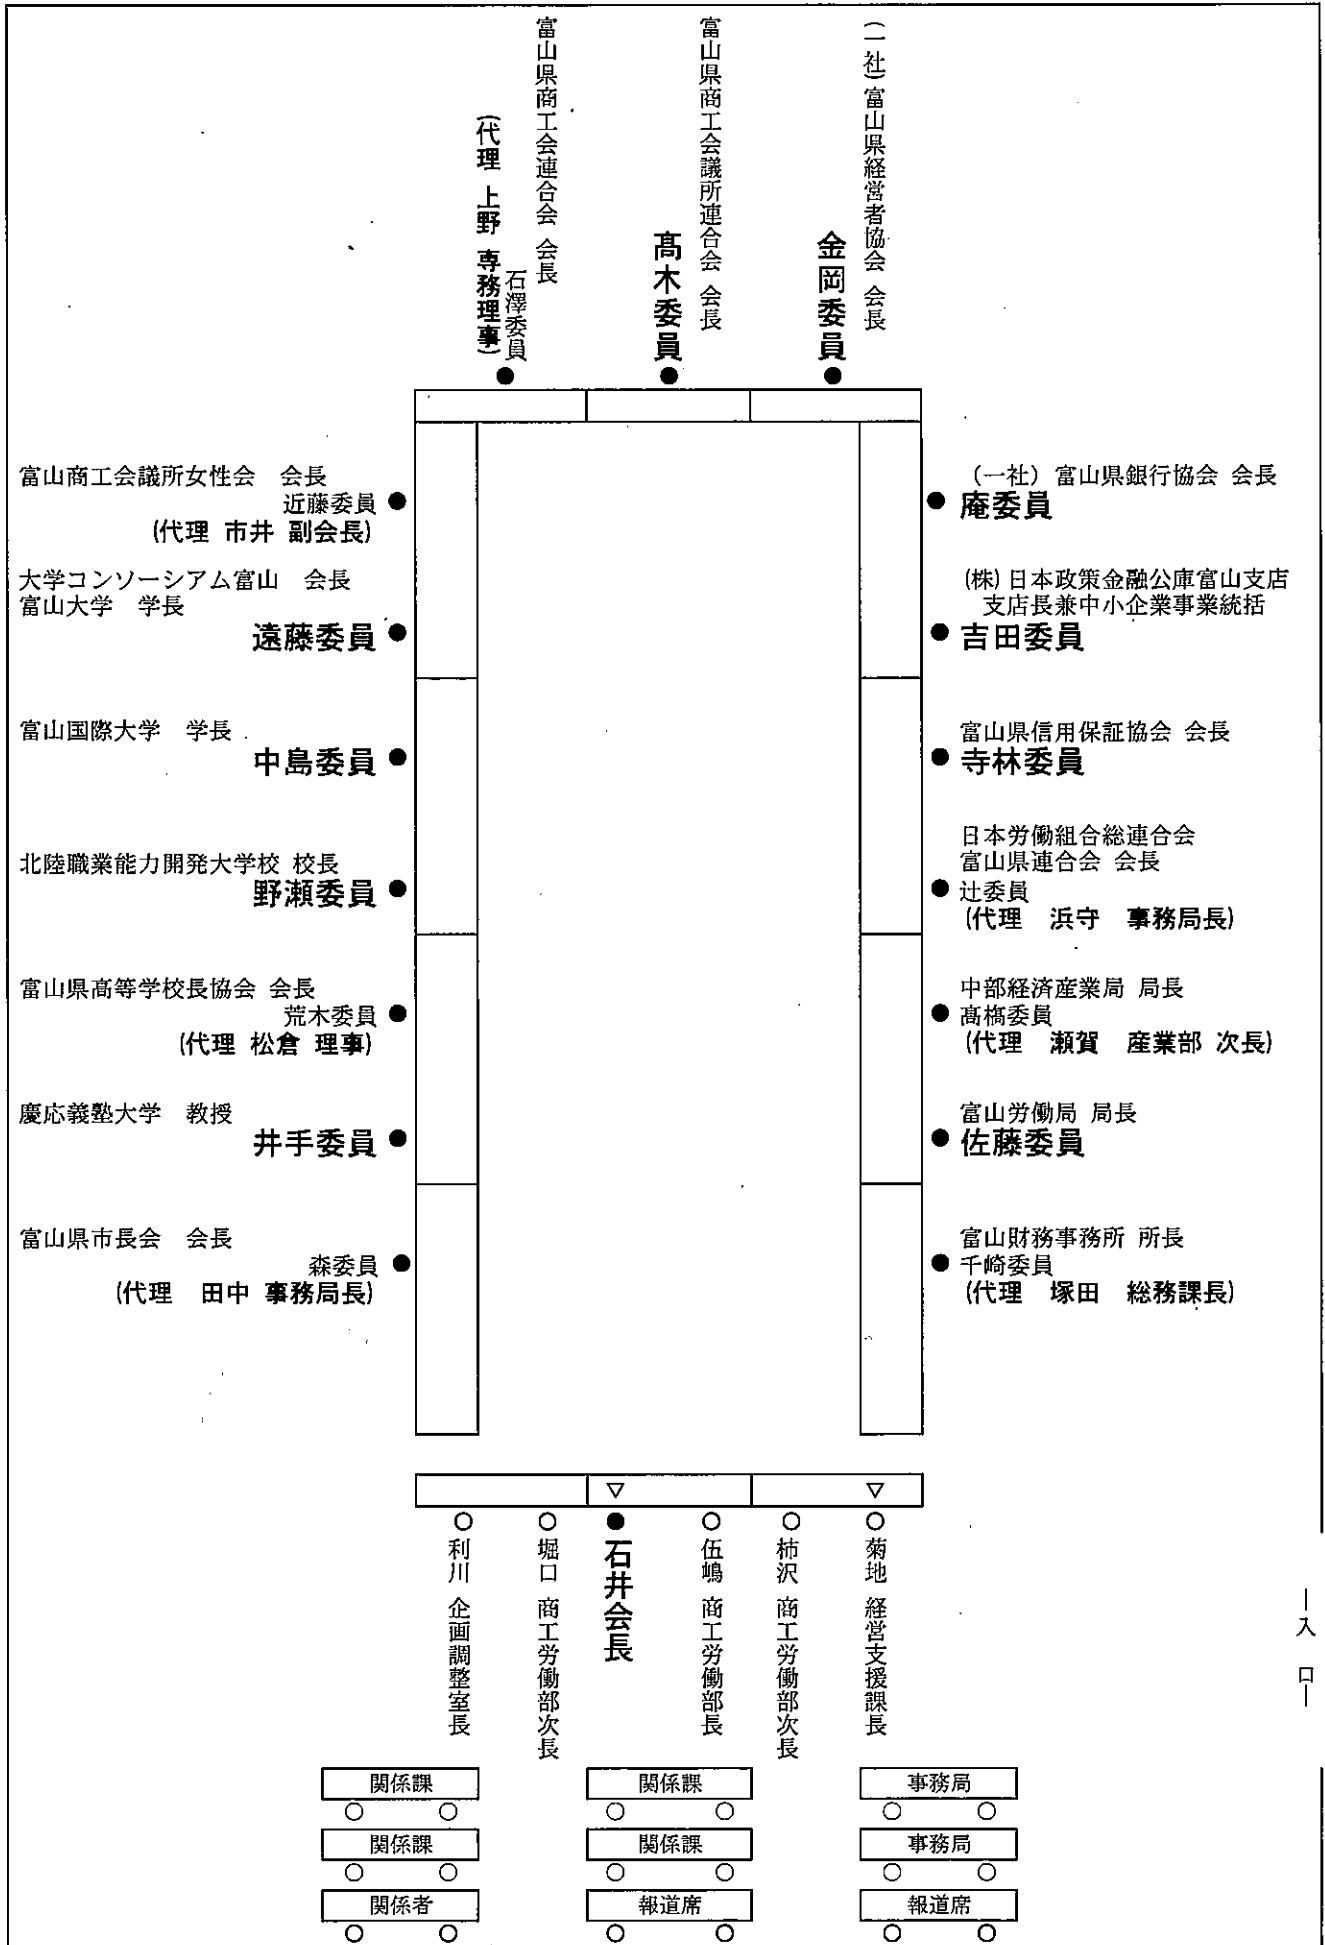 (一社)富山県経営者協会 会長
金岡委員
富山県商工会議所連合会 会長
髙木委員
富山県商工会連合会 会長
石澤委員
(代理 上野 専務理事)
富山商工会議所女性会 会長
近藤委員
(代理 市井 副会長)
大学コンソーシアム富山 会長
富山大学 学長
遠藤委員
富山国際大学 学長
中島委員
北陸職業能力開発大学校 校長
野瀬委員
富山県高等学校長協会 会長
荒木委員
(代理 松倉 理事)
慶応義塾大学 教授
井手委員
富山県市長会 会長
森委員
(代理 田中 事務局長)
(一社)富山県銀行協会 会長
庵委員
(株)日本政策金融公庫富山支店
支店長兼中小企業事業統括
吉田委員
富山県信用保証協会 会長
寺林委員
日本労働組合総連合会
富山県連合会 会長
辻委員
(代理 浜守 事務局長)
中部経済産業局 局長
髙橋委員
(代理 瀬賀 産業部 次長)
富山労働局 局長
佐藤委員
富山財務事務所 所長
千崎委員
(代理 塚田 総務課長)
菊地 経営支援課長
柿沢 商工労働部次長
伍嶋 商工労働部長
石井会長
堀口 商工労働部次長
利川 企画調整室長
入口
関係課
関係課
事務局
関係課
関係課
事務局
関係者
報道席
報道席